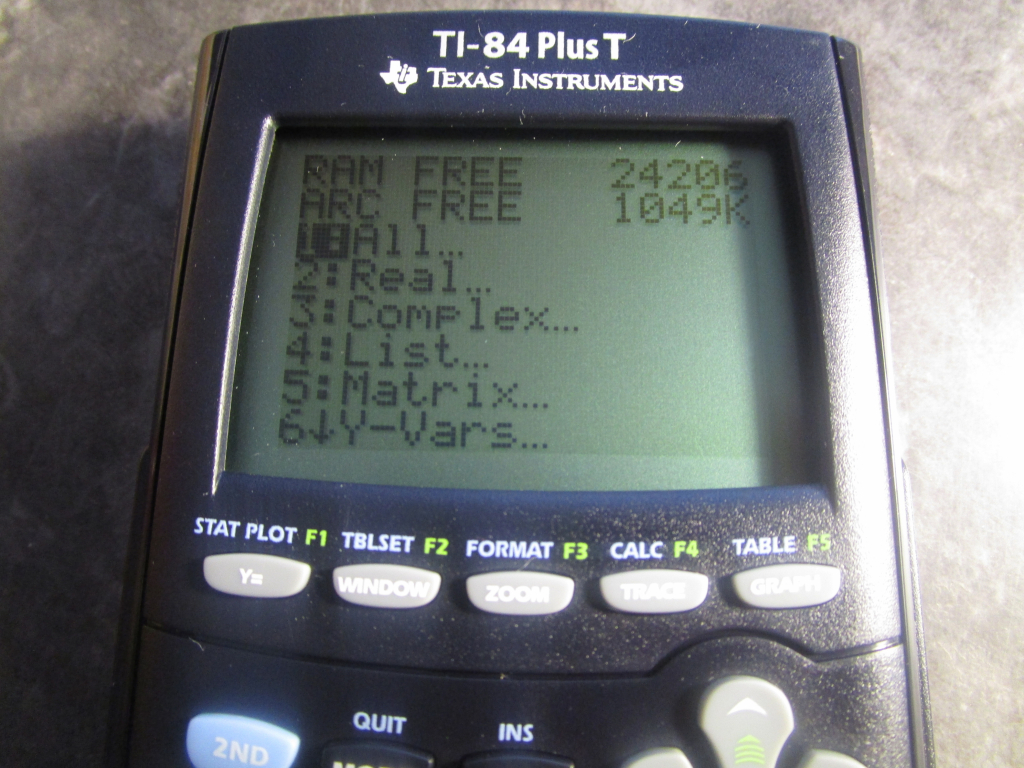 TI-84 Plus T
TEXAS INSTRUMENTS
RAM FREE 24206
ARC FREE 1049K
1:All…
2:Real…
3:Complex…
4:List…
5:Matrix…
6↓Y-Vars…
STAT PLOT F1 TBLSET F2 FORMAT F3 CALC F4 TABLE F5
Y= WINDOW ZOOM TRACE GRAPH
QUIT INS
2ND